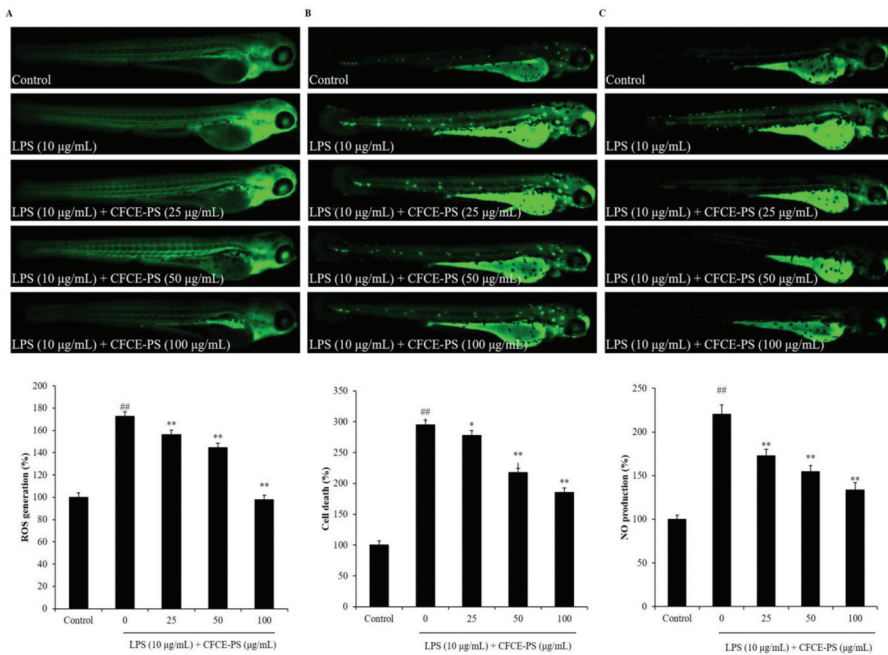 A
Control
LPS (10 μg/mL)
LPS (10 μg/mL) + CFCE-PS (25 μg/mL)
LPS (10 μg/mL) + CFCE-PS (50 μg/mL)
LPS (10 μg/mL) + CFCE-PS (100 μg/mL)
B
Control
LPS (10 μg/mL)
LPS (10 μg/mL) + CFCE-PS (25 μg/mL)
LPS (10 μg/mL) + CFCE-PS (50 μg/mL)
LPS (10 μg/mL) + CFCE-PS (100 μg/mL)
C
Control
LPS (10 μg/mL)
LPS (10 μg/mL) + CFCE-PS (25 μg/mL)
LPS (10 μg/mL) + CFCE-PS (50 μg/mL)
LPS (10 μg/mL) + CFCE-PS (100 μg/mL)
ROS generation (%)
200
180
160
140
120
100
80
60
40
20
0
##
**
**
**
Control 0 25 50 100
LPS (10 μg/mL) + CFCE-PS (μg/mL)
Cell death (%)
350
300
250
200
150
100
50
0
##
*
**
**
Control 0 25 50 100
LPS (10 μg/mL) + CFCE-PS (μg/mL)
NO production (%)
250
200
150
100
50
0
##
**
**
**
Control 0 25 50 100
LPS (10 μg/mL) + CFCE-PS (μg/mL)